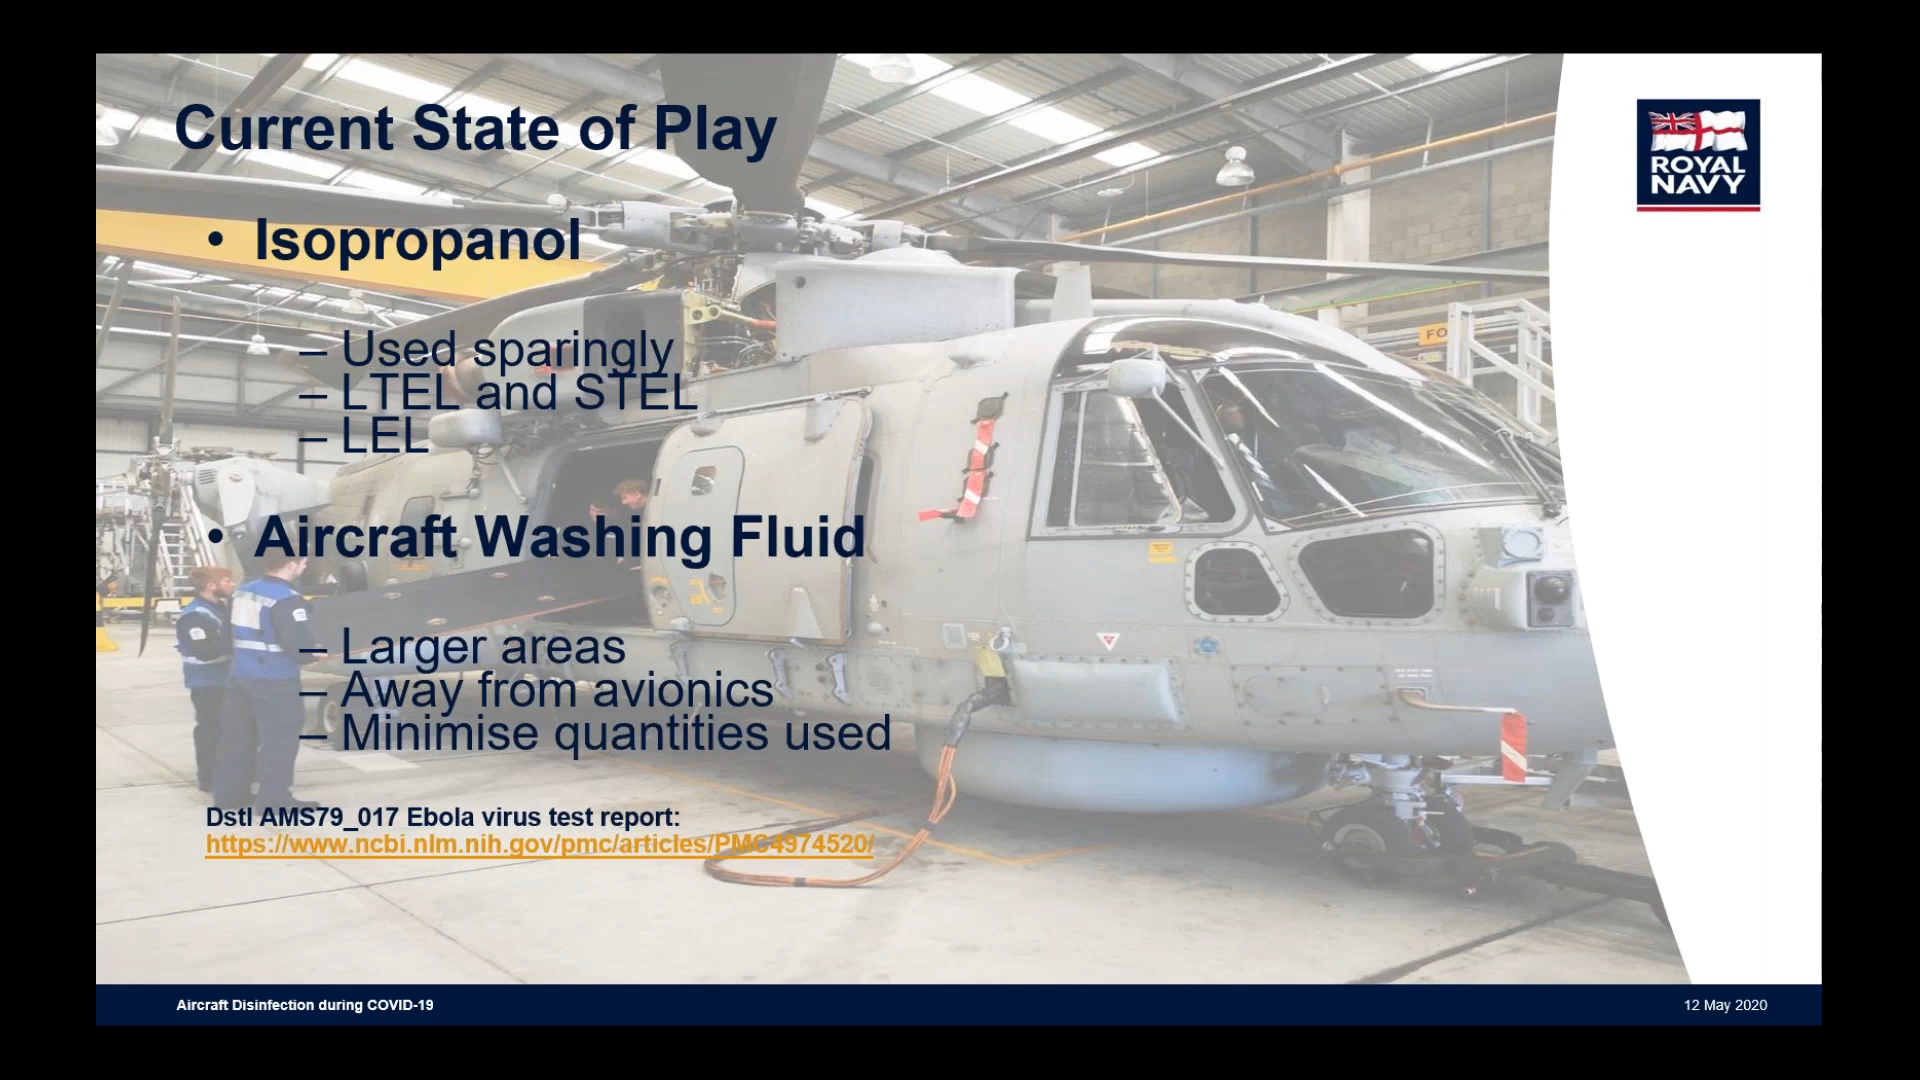 Current State of Play
ROYAL
NAVY
• Isopropanol
– Used sparingly
– LTEL and STEL
– LEL
FO
• Aircraft Washing Fluid
– Larger areas
– Away from avionics
– Minimise quantities used
Dstl AMS79_017 Ebola virus test report:
https://www.ncbi.nlm.nih.gov/pmc/articles/PMC4974520/
Aircraft Disinfection during COVID-19
12 May 2020